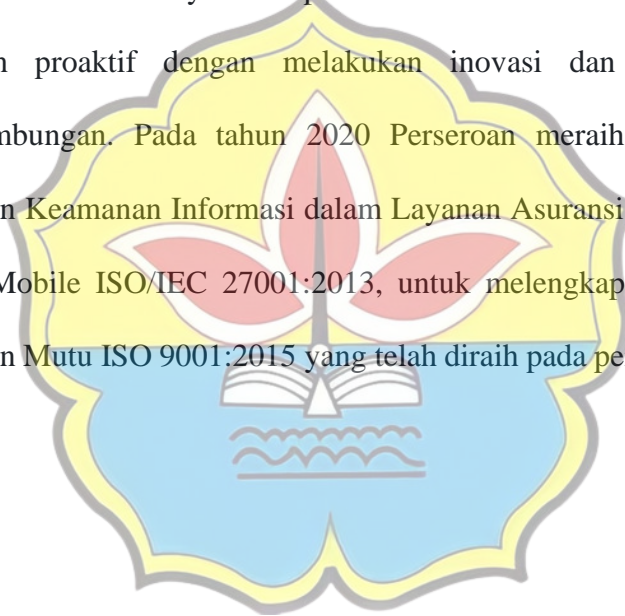 n proaktif dengan melakukan inovasi dan
mbungan. Pada tahun 2020 Perseroan meraih
n Keamanan Informasi dalam Layanan Asuransi
Mobile ISO/IEC 27001:2013, untuk melengkap
n Mutu ISO 9001:2015 yang telah diraih pada pe